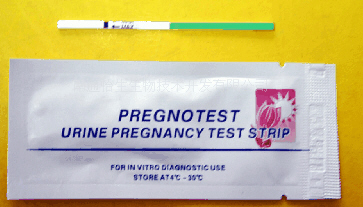 PREGNOTEST
URINE PREGNANCY TEST STRIP
FOR IN VITRO DIAGNOSTIC USE
STORE AT 4°C - 30°C